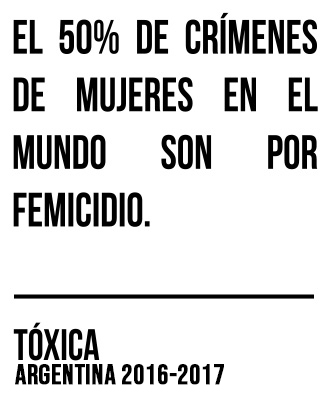 EL 50% DE CRÍMENES
DE MUJERES EN EL
MUNDO SON POR
FEMICIDIO.
TÓXICA
ARGENTINA 2016-2017